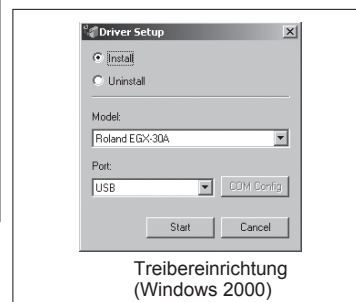 Driver Setup
Install
Uninstall
Model:
Roland EGX-30A
Port:
USB
COM Config
Start
Cancel
Treibereinrichtung
(Windows 2000)